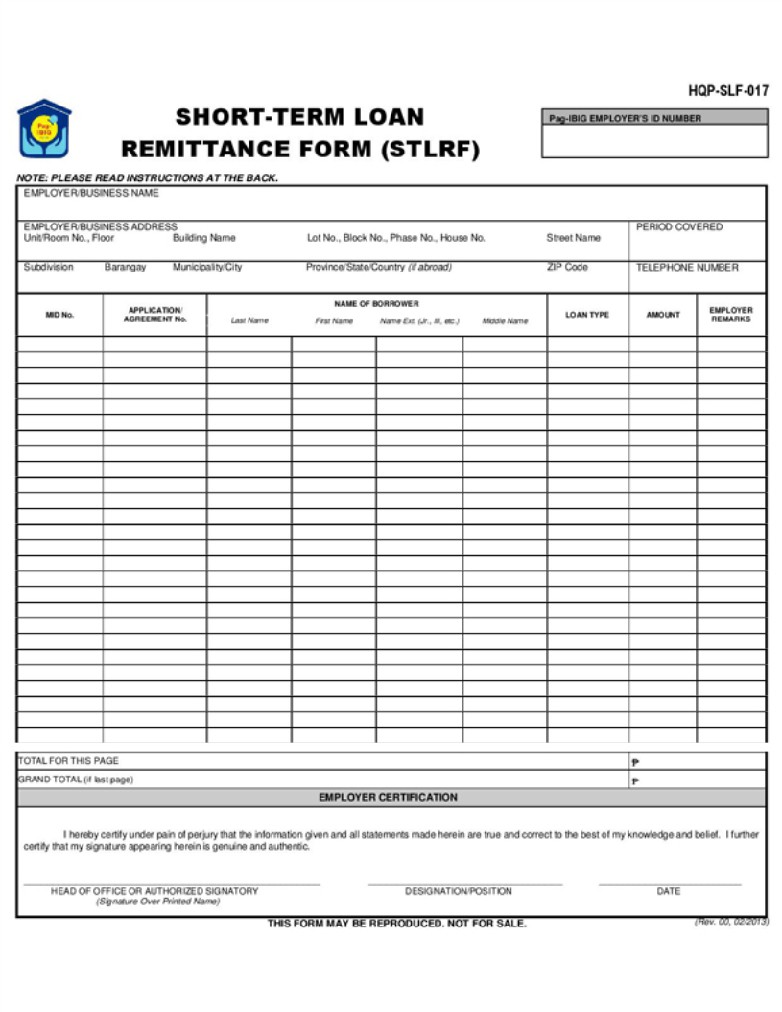 HQP-SLF-017
Pag-IBIG
SHORT-TERM LOAN
REMITTANCE FORM (STLRF)
Pag-IBIG EMPLOYER'S ID NUMBER
NOTE: PLEASE READ INSTRUCTIONS AT THE BACK.
EMPLOYER/BUSINESS NAME
EMPLOYER/BUSINESS ADDRESS
PERIOD COVERED
Unit/Room No., Floor Building Name Lot No., Block No., Phase No., House No. Street Name
Subdivision Barangay Municipality/City Province/State/Country (if abroad) ZIP Code
TELEPHONE NUMBER
MID No.
APPLICATION/
AGREEMENT No.
NAME OF BORROWER
Last Name First Name Name Ext. (Jr., III, etc.) Middle Name
LOAN TYPE
AMOUNT
EMPLOYER
REMARKS
TOTAL FOR THIS PAGE ₱
GRAND TOTAL (if last page) ₱
EMPLOYER CERTIFICATION
I hereby certify under pain of perjury that the information given and all statements made herein are true and correct to the best of my knowledge and belief. I further
certify that my signature appearing herein is genuine and authentic.
HEAD OF OFFICE OR AUTHORIZED SIGNATORY DESIGNATION/POSITION DATE
(Signature Over Printed Name)
THIS FORM MAY BE REPRODUCED. NOT FOR SALE.
(Rev. 00, 02/2013)